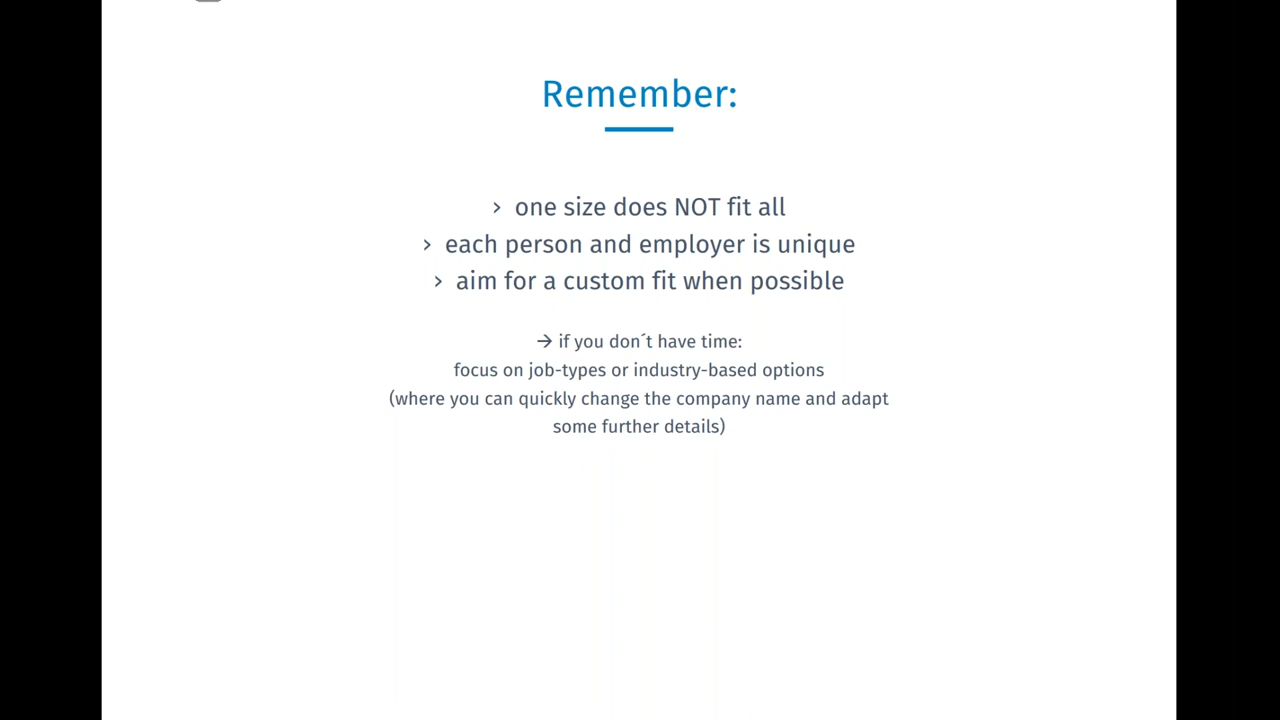 Remember:
› one size does NOT fit all
› each person and employer is unique
› aim for a custom fit when possible
→ if you don´t have time:
focus on job-types or industry-based options
(where you can quickly change the company name and adapt
some further details)